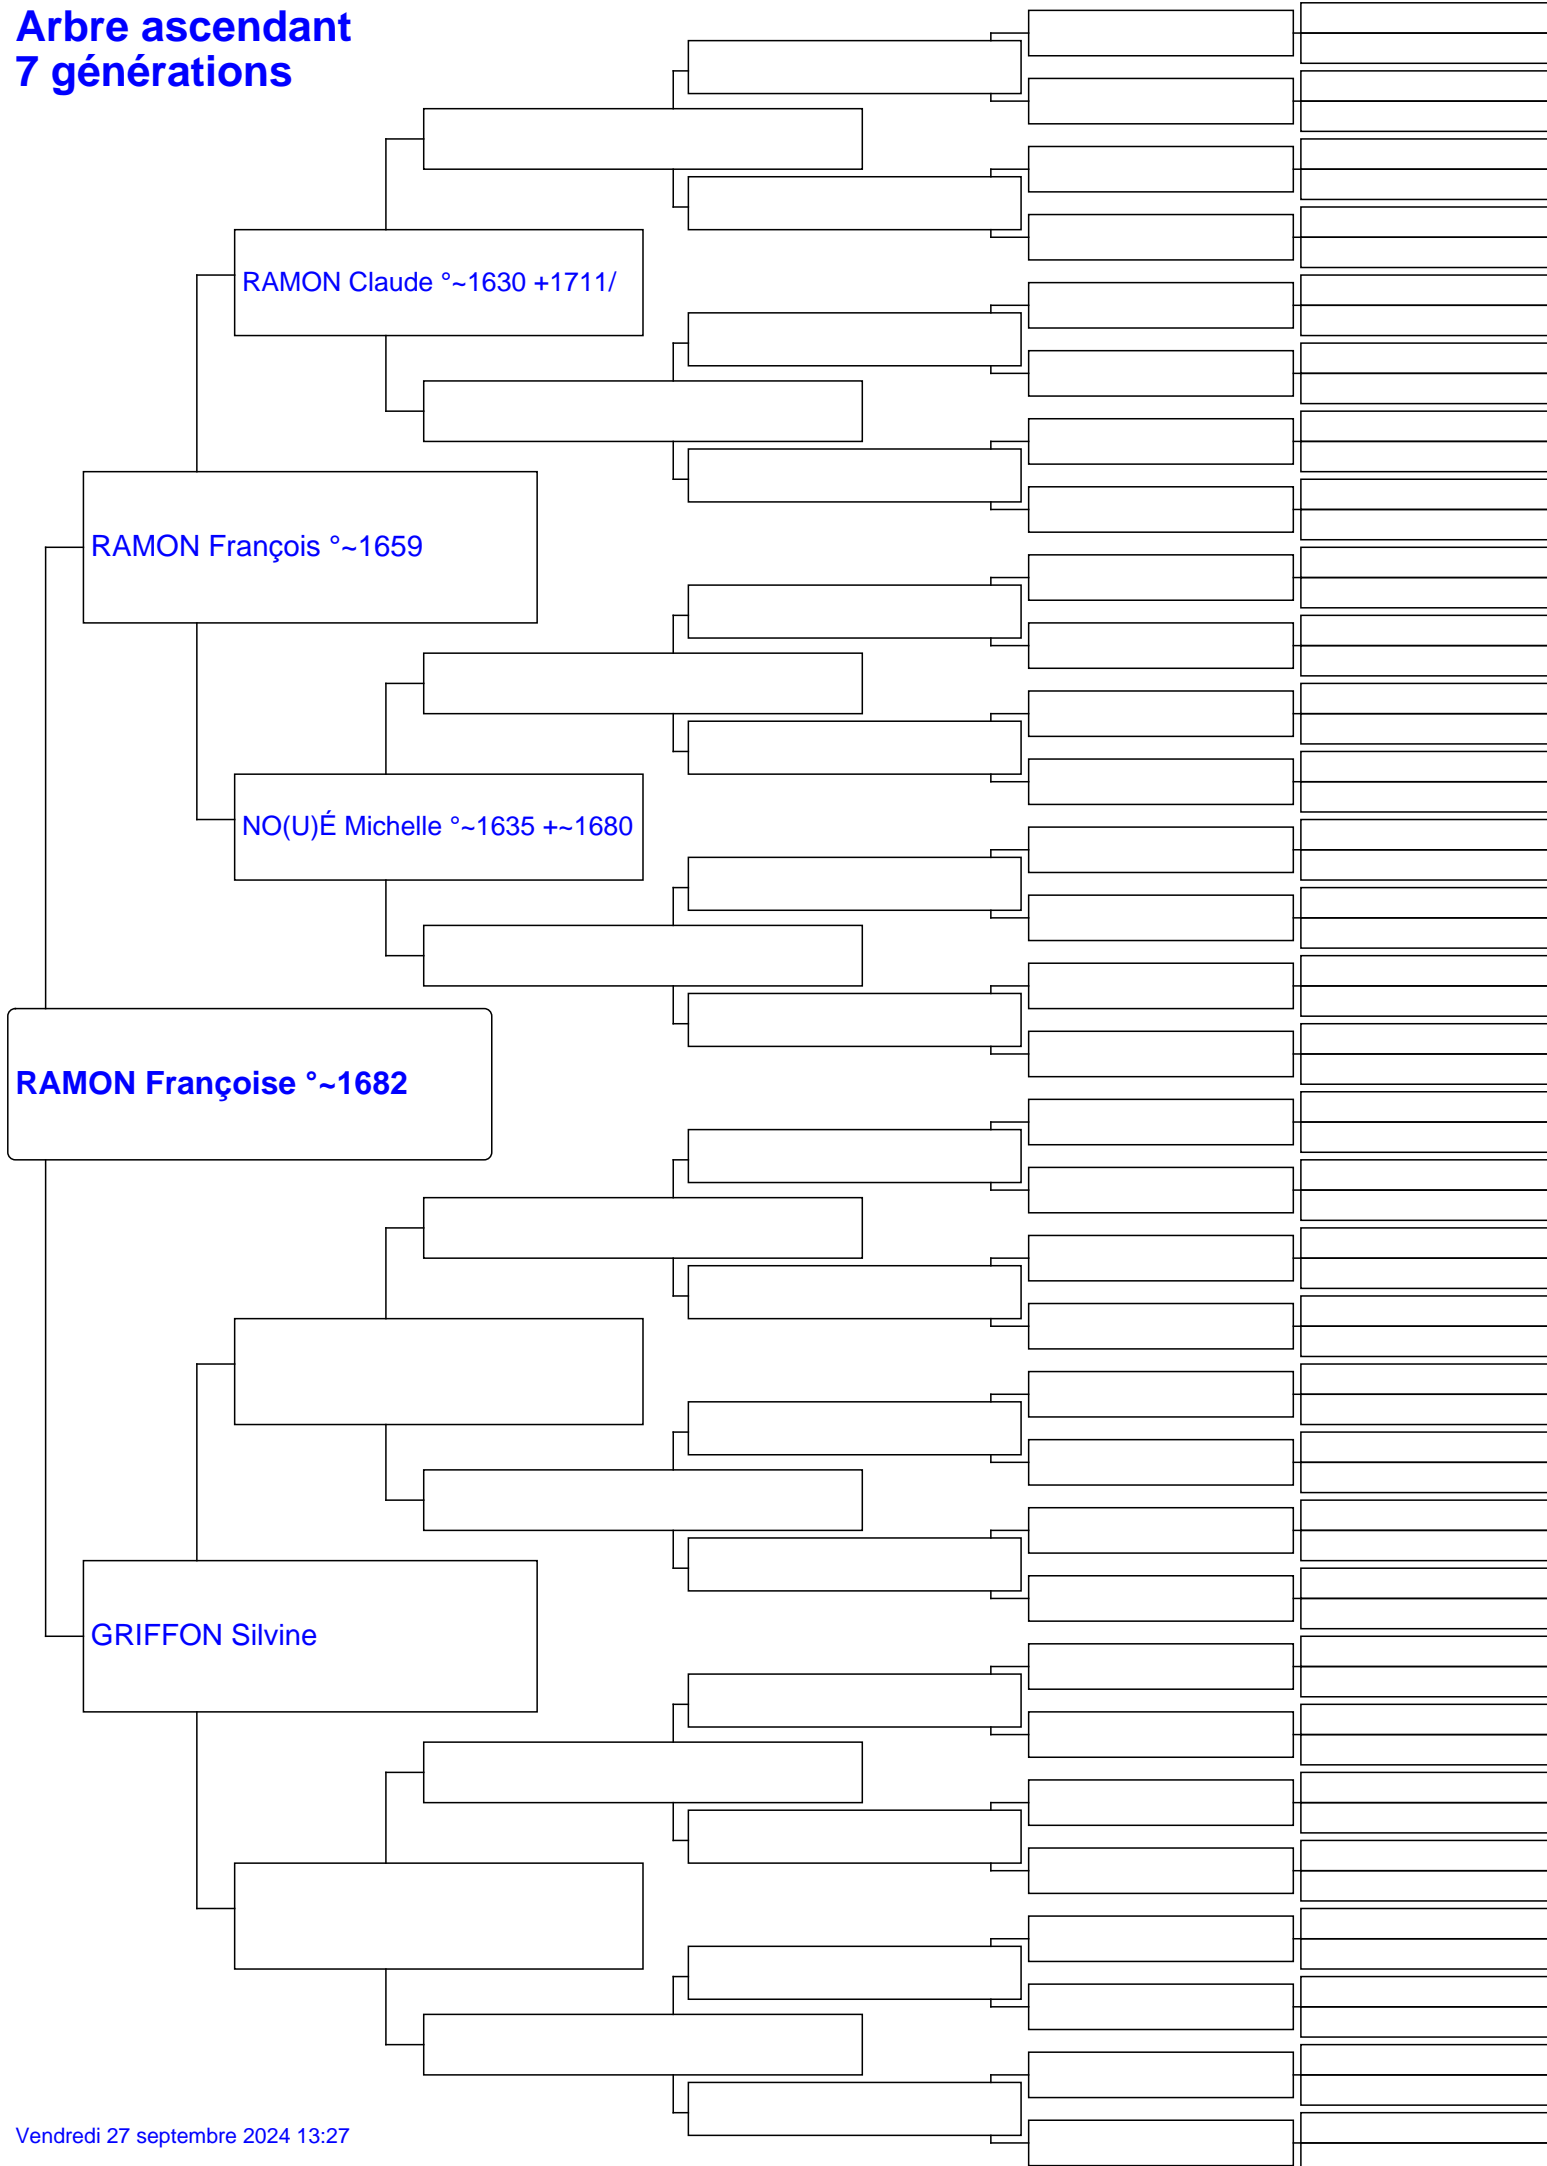 Arbre ascendant
7 générations
RAMON Claude °~1630 +1711/
RAMON François °~1659
NO(U)É Michelle °~1635 +~1680
RAMON Françoise °~1682
GRIFFON Silvine
Vendredi 27 septembre 2024 13:27